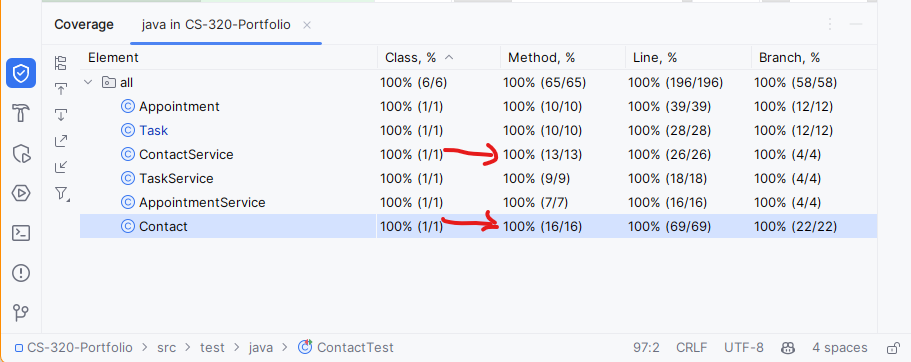 Coverage java in CS-320-Portfolio
Element Class, % Method, % Line, % Branch, %
all 100% (6/6) 100% (65/65) 100% (196/196) 100% (58/58)
Appointment 100% (1/1) 100% (10/10) 100% (39/39) 100% (12/12)
Task 100% (1/1) 100% (10/10) 100% (28/28) 100% (12/12)
ContactService 100% (1/1) 100% (13/13) 100% (26/26) 100% (4/4)
TaskService 100% (1/1) 100% (9/9) 100% (18/18) 100% (4/4)
AppointmentService 100% (1/1) 100% (7/7) 100% (16/16) 100% (4/4)
Contact 100% (1/1) 100% (16/16) 100% (69/69) 100% (22/22)
CS-320-Portfolio > src > test > java > ContactTest 97:2 CRLF UTF-8 4 spaces